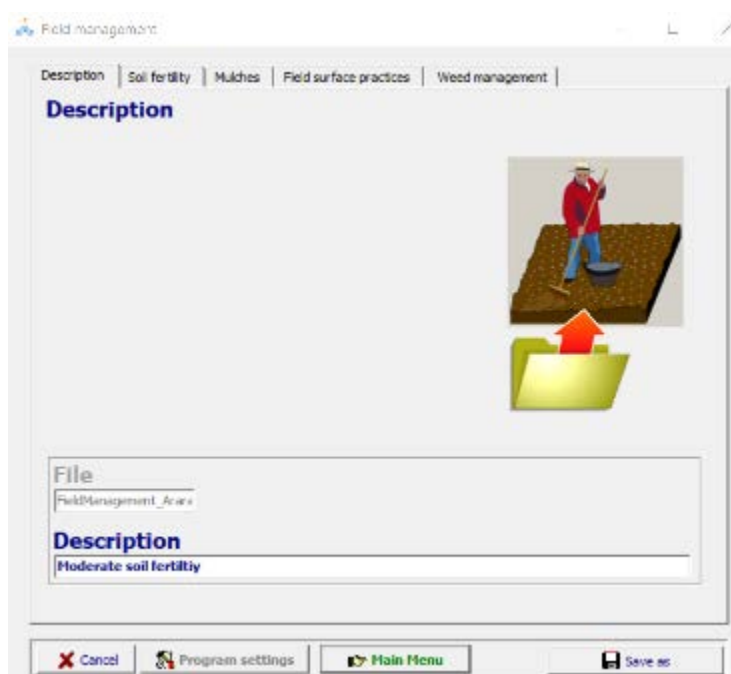 Field management
Description Soil fertility Mulches Field surface practices Weed management
Description
File
FieldManagement_Arar
Description
Moderate soil fertiltiy
Cancel Program settings Main Menu Save as